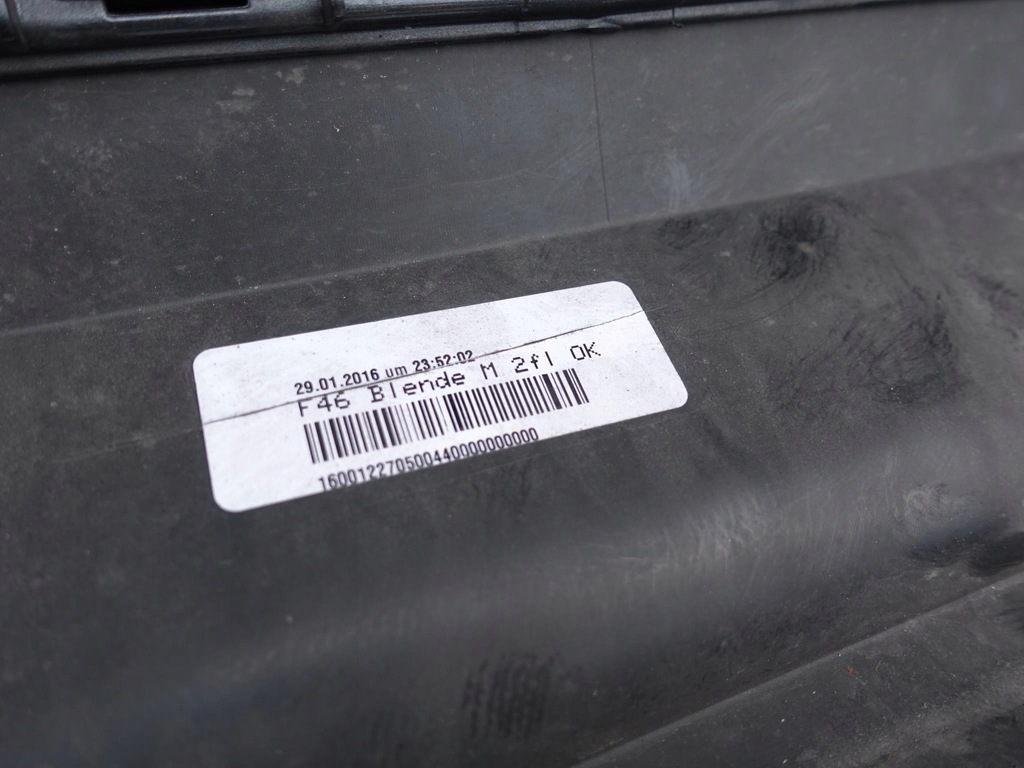 29.01.2016 um 23:52:02
F46 Blende M 2fl OK
1600122705004400000000000